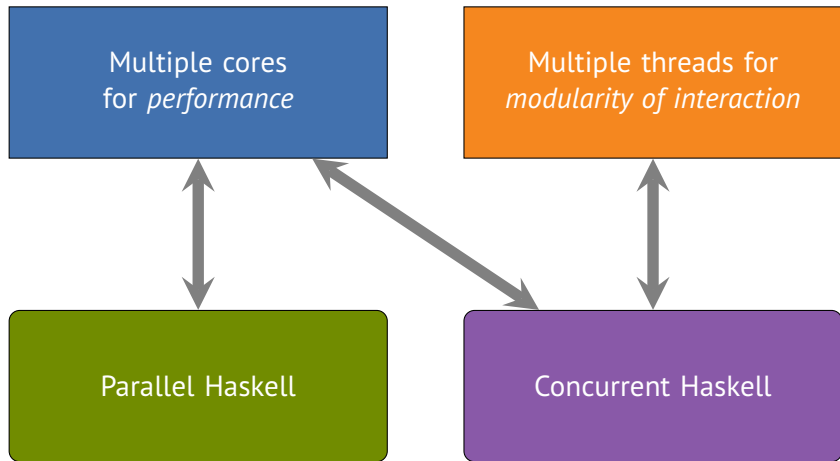 Multiple cores
for performance
Multiple threads for
modularity of interaction
Parallel Haskell
Concurrent Haskell